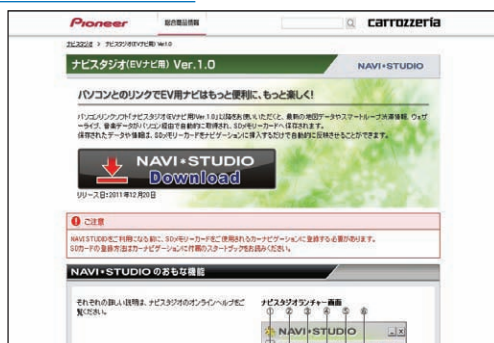 Pioneer 総合商品情報 carrozzeria
ナビスタジオ(EVナビ用) Ver.1.0
ナビスタジオ(EVナビ用) Ver.1.0 NAVI*STUDIO
パソコンとのリンクでEV用ナビはもっと便利に、もっと楽しく!
パソコンリンクソフト「ナビスタジオ(EVナビ用)Ver.1.0」以降をお使いいただくと、最新の地図データやスマートループ渋滞情報、ウェザ
ーライブ、音楽データがパソコン経由で自動的に取得され、SDメモリーカードへ保存されます。
保存されたデータや情報は、SDメモリーカードをナビゲーションに挿入するだけで自動的に反映させることができます。
NAVI*STUDIO
Download
リリース日:2011年12月20日
ご注意
NAVI*STUDIOをご利用になる前に、SDメモリーカードをご使用されるカーナビゲーションに登録する必要があります。
SDカードの登録方法はカーナビゲーションに付属のスタートブックをお読みください。
NAVI*STUDIO のおもな機能
それぞれの詳しい説明は、ナビスタジオのオンラインヘルプをご
覧ください。
ナビスタジオランチャー画面
① ② ③ ④ ⑤ ⑥
NAVI*STUDIO